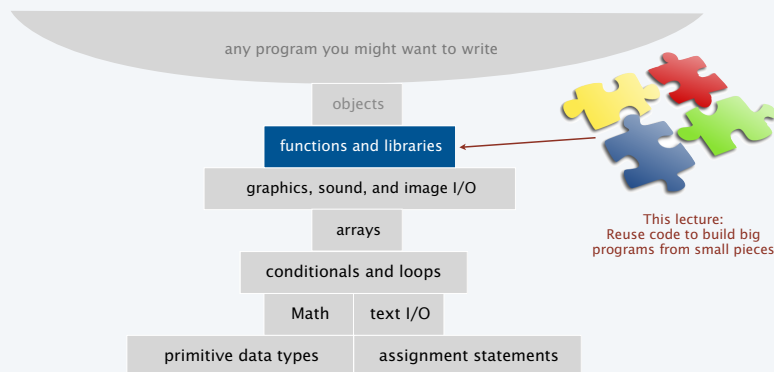 any program you might want to write
objects
functions and libraries
graphics, sound, and image I/O
arrays
conditionals and loops
Math
text I/O
primitive data types
assignment statements
This lecture:
Reuse code to build big
programs from small pieces